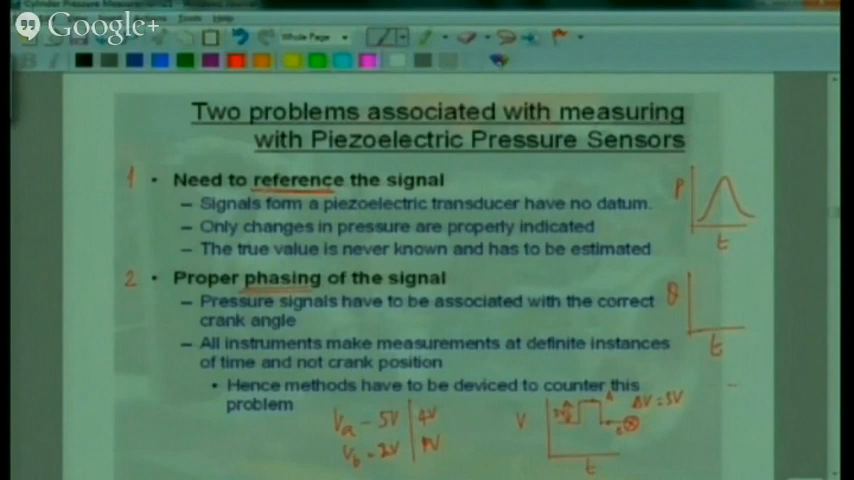 Google+
Whole Page
Two problems associated with measuring
with Piezoelectric Pressure Sensors
1 • Need to reference the signal
– Signals form a piezoelectric transducer have no datum.
– Only changes in pressure are properly indicated
– The true value is never known and has to be estimated
P
t
2 • Proper phasing of the signal
– Pressure signals have to be associated with the correct
crank angle
– All instruments make measurements at definite instances
of time and not crank position
• Hence methods have to be deviced to counter this
problem
θ
t
Va – 5V 4V
Vb = 2V
V
A
ΔV = 5V
t